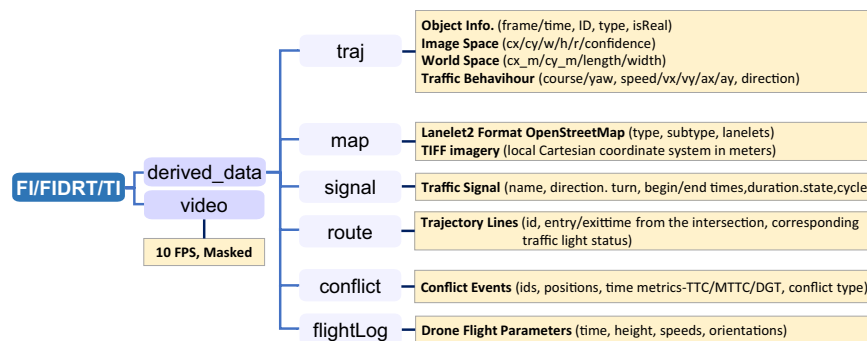 Object Info. (frame/time, ID, type, isReal)
Image Space (cx/cy/w/h/r/confidence)
traj
World Space (cx_m/cy_m/length/width)
Traffic Behavihour (course/yaw, speed/vx/vy/ax/ay, direction)
Lanelet2 Format OpenStreetMap (type, subtype, lanelets)
map
TIFF imagery (local Cartesian coordinate system in meters)
derived_data
FI/FIDRT/TI
signal
Traffic Signal (name, direction. turn, begin/end times,duration.state,cycle
video
Trajectory Lines (id, entry/exittime from the intersection, corresponding
route
traffic light status)
10 FPS, Masked
conflict
Conflict Events (ids, positions, time metrics-TTC/MTTC/DGT, conflict type)
flightLog
Drone Flight Parameters (time, height, speeds, orientations)